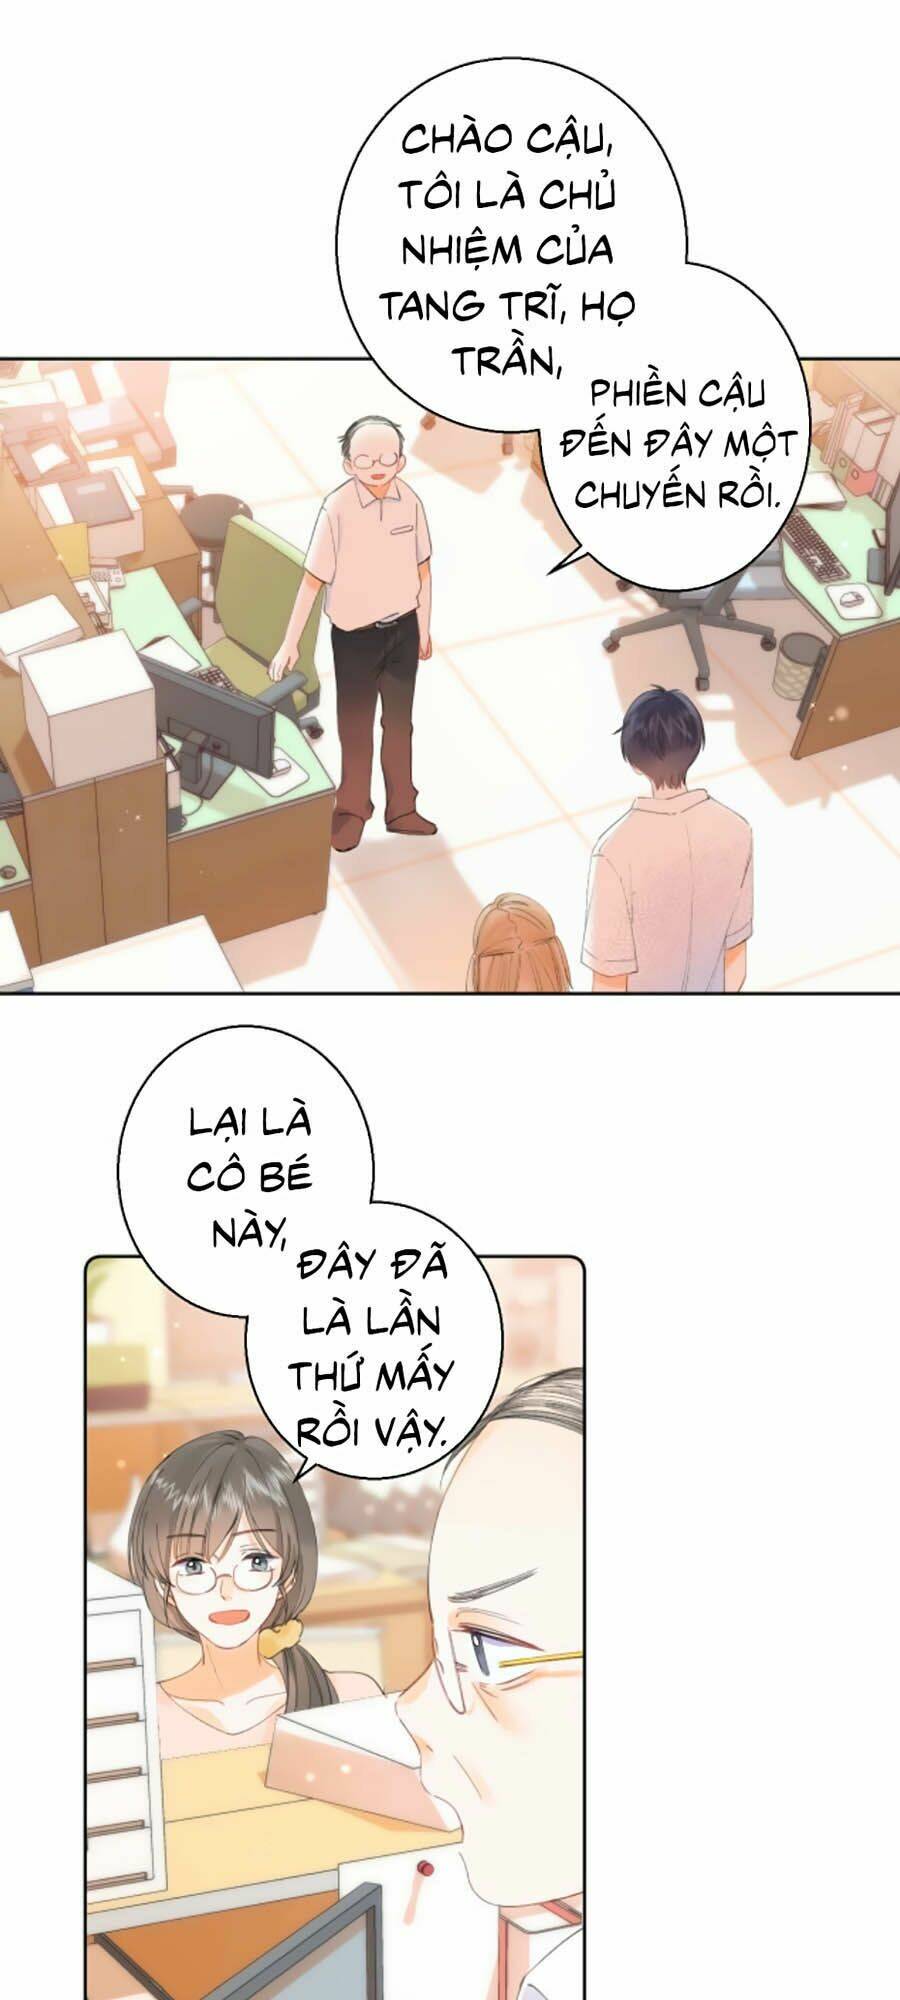 CHÀO CẬU,
TÔI LÀ CHỦ
NHIỆM CỦA
TANG TRĨ, HỌ
TRẦN,
PHIỀN CẬU
ĐẾN ĐÂY MỘT
CHUYẾN RỒI.
LẠI LÀ
CÔ BÉ
NÀY,
ĐÂY ĐÃ
LÀ LẦN
THỨ MẤY
RỒI VẬY.